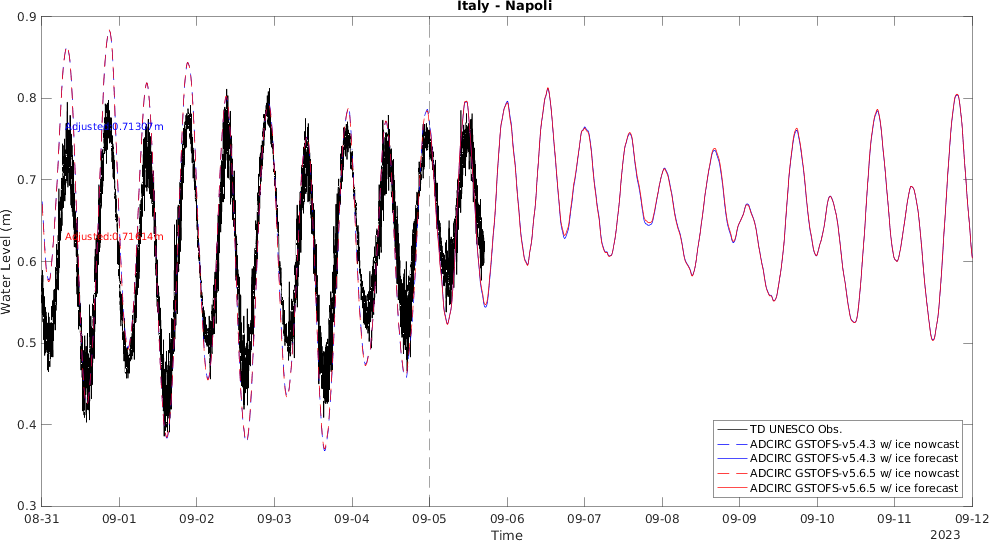 Italy - Napoli
0.9
0.8
0.7
0.6
0.5
0.4
0.3
Water Level (m)
Adjusted:0.71307m
Adjusted:0.71614m
TD UNESCO Obs.
ADCIRC GSTOFS-v5.4.3 w/ ice nowcast
ADCIRC GSTOFS-v5.4.3 w/ ice forecast
ADCIRC GSTOFS-v5.6.5 w/ ice nowcast
ADCIRC GSTOFS-v5.6.5 w/ ice forecast
08-31 09-01 09-02 09-03 09-04 09-05 09-06 09-07 09-08 09-09 09-10 09-11 09-12
Time
2023